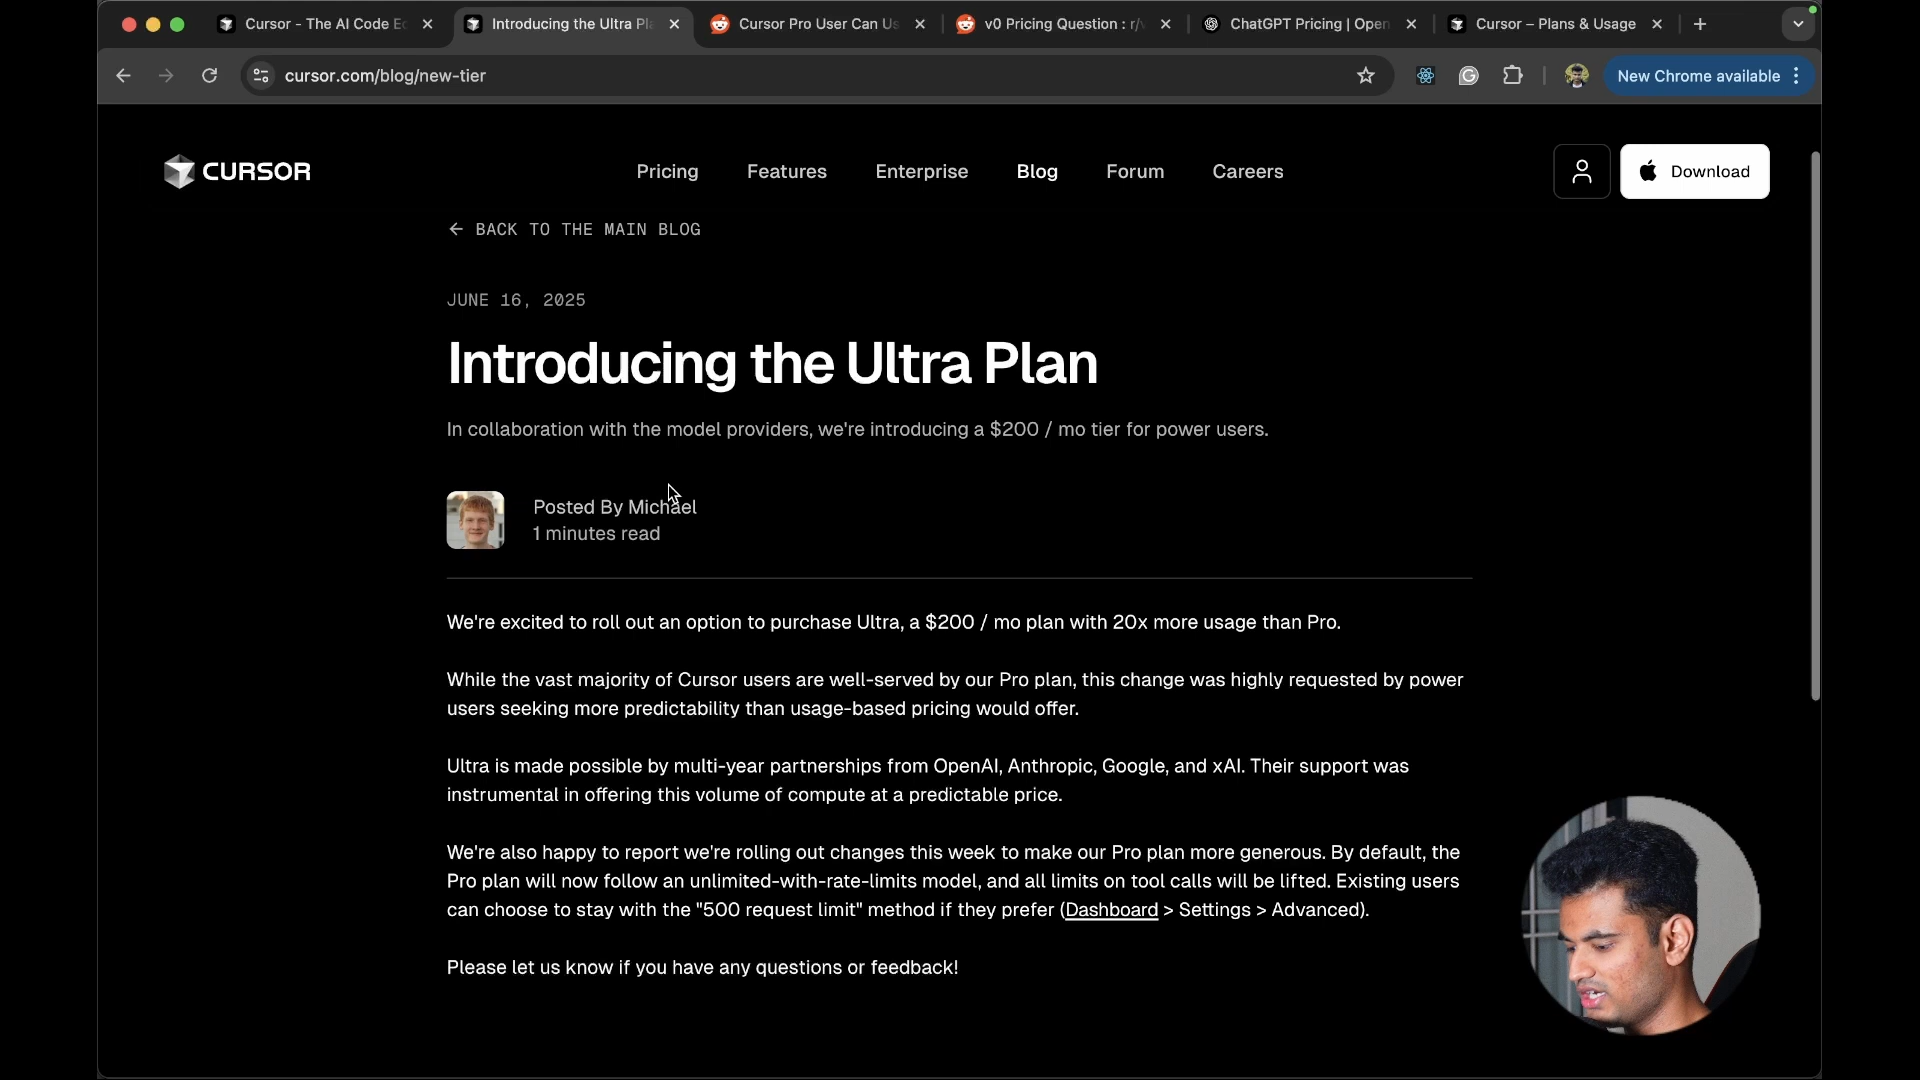 Cursor - The AI Code Ec
Introducing the Ultra Pla
Cursor Pro User Can Us
v0 Pricing Question : r/v
ChatGPT Pricing | Open
Cursor – Plans & Usage
cursor.com/blog/new-tier
New Chrome available
CURSOR
Pricing
Features
Enterprise
Blog
Forum
Careers
Download
← BACK TO THE MAIN BLOG
JUNE 16, 2025
Introducing the Ultra Plan
In collaboration with the model providers, we're introducing a $200 / mo tier for power users.
Posted By Michael
1 minutes read
We're excited to roll out an option to purchase Ultra, a $200 / mo plan with 20x more usage than Pro.
While the vast majority of Cursor users are well-served by our Pro plan, this change was highly requested by power
users seeking more predictability than usage-based pricing would offer.
Ultra is made possible by multi-year partnerships from OpenAI, Anthropic, Google, and xAI. Their support was
instrumental in offering this volume of compute at a predictable price.
We're also happy to report we're rolling out changes this week to make our Pro plan more generous. By default, the
Pro plan will now follow an unlimited-with-rate-limits model, and all limits on tool calls will be lifted. Existing users
can choose to stay with the "500 request limit" method if they prefer (Dashboard > Settings > Advanced).
Please let us know if you have any questions or feedback!